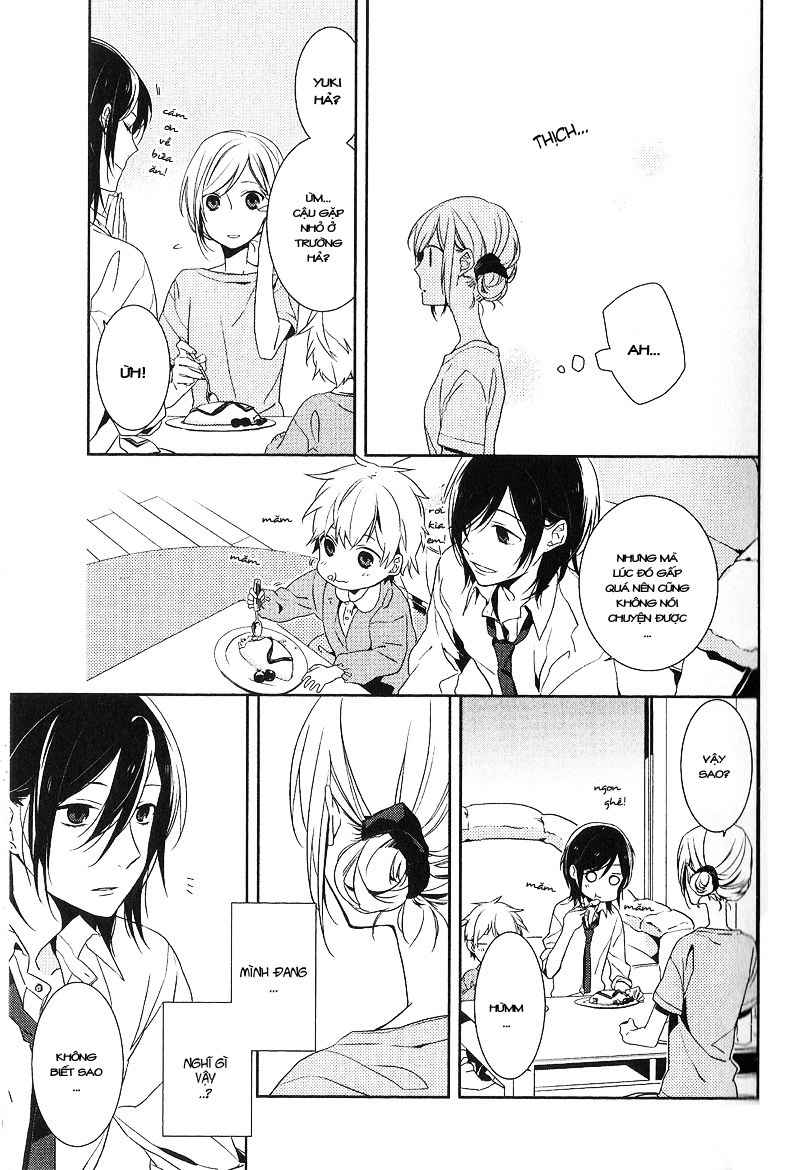 THỊCH...
AH...
YUKI
HẢ?
ỪM...
CẬU GẶP
NHỎ Ở
TRƯỜNG
HẢ?
cám
ơn
về
bữa
ăn!
ỪH!
NHƯNG MÀ
LÚC ĐÓ GẤP
QUÁ NÊN CŨNG
KHÔNG NÓI
CHUYỆN ĐƯỢC
...
rơi
kìa
em!
măm
măm
VẬY
SAO?
ngon
ghê!
măm
măm
HỪMM
...
MÌNH ĐANG
...
NGHĨ GÌ
VẬY
..?
KHÔNG
BIẾT SAO
...